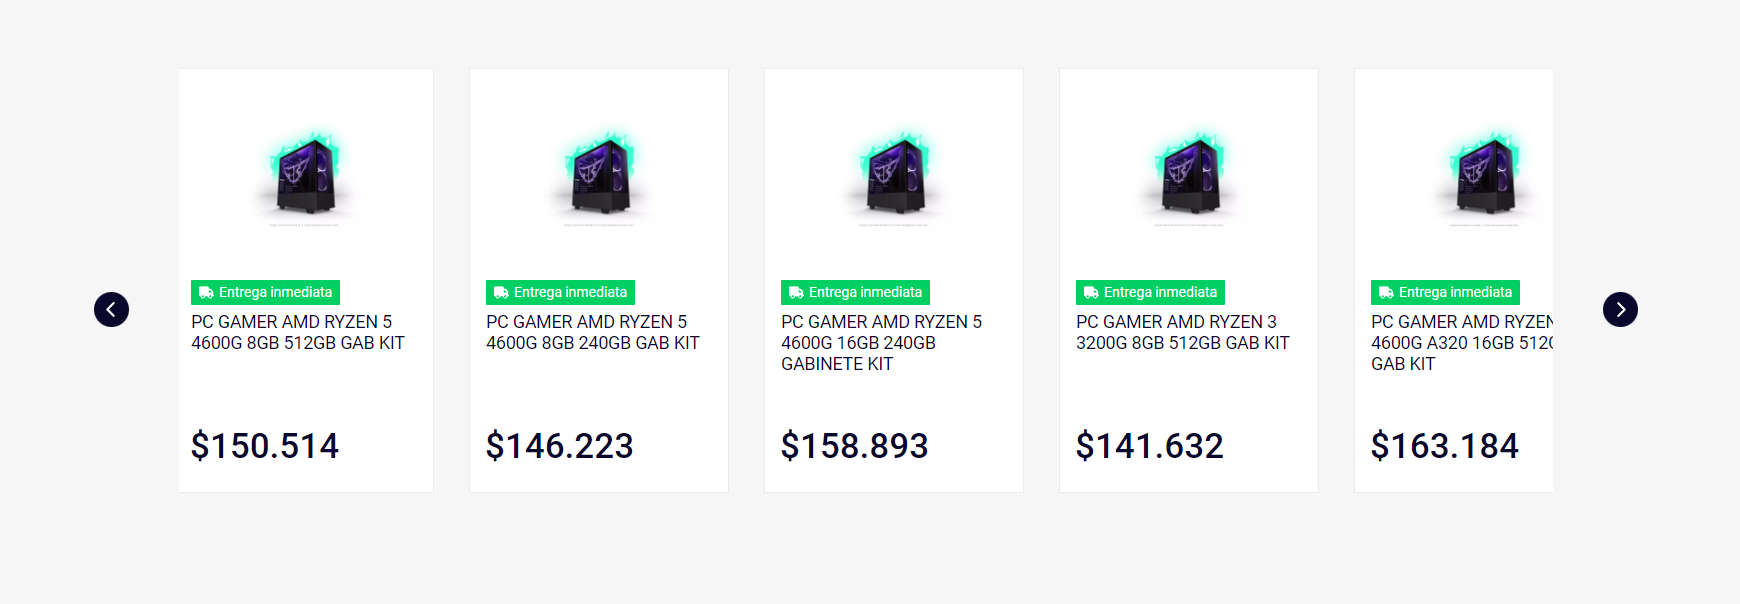 Entrega inmediata
PC GAMER AMD RYZEN 5
4600G 8GB 512GB GAB KIT
$150.514
Entrega inmediata
PC GAMER AMD RYZEN 5
4600G 8GB 240GB GAB KIT
$146.223
Entrega inmediata
PC GAMER AMD RYZEN 5
4600G 16GB 240GB
GABINETE KIT
$158.893
Entrega inmediata
PC GAMER AMD RYZEN 3
3200G 8GB 512GB GAB KIT
$141.632
Entrega inmediata
PC GAMER AMD RYZEN
4600G A320 16GB 512G
GAB KIT
$163.184